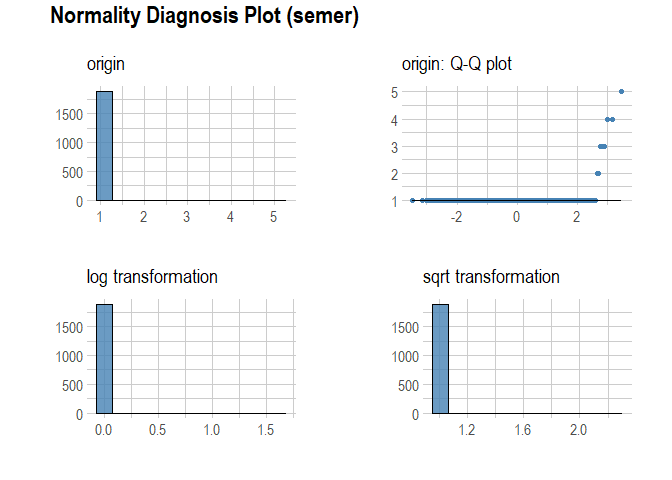 Normality Diagnosis Plot (semer)
origin
1500
1000
500
0
1 2 3 4 5
origin: Q-Q plot
5
4
3
2
1
-2 0 2
log transformation
1500
1000
500
0
0.0 0.5 1.0 1.5
sqrt transformation
1500
1000
500
0
1.2 1.6 2.0